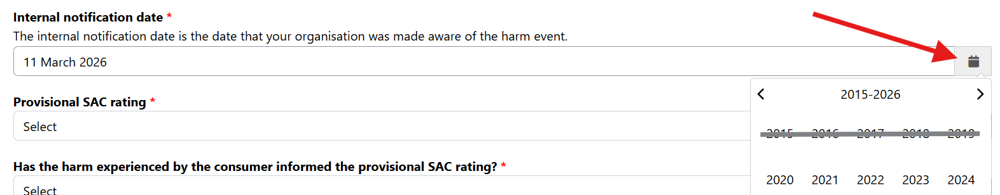 Internal notification date *
The internal notification date is the date that your organisation was made aware of the harm event.
11 March 2026
2015-2026
Provisional SAC rating *
Select
2015 2016 2017 2018 2019
Has the harm experienced by the consumer informed the provisional SAC rating? *
2020 2021 2022 2023 2024
Select